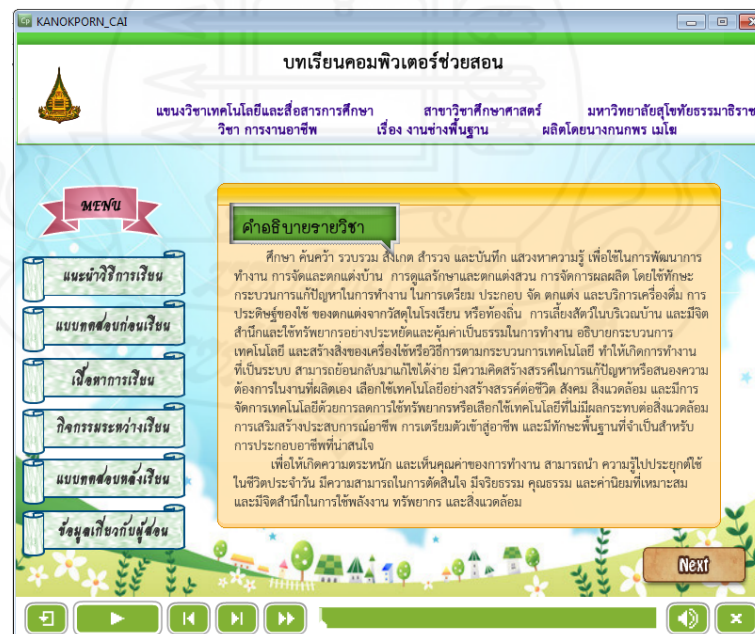 KANOKPORN_CAI
บทเรียนคอมพิวเตอร์ช่วยสอน
แขนงวิชาเทคโนโลยีและสื่อสารการศึกษา สาขาวิชาศึกษาศาสตร์ มหาวิทยาลัยสุโขทัยธรรมาธิราช
วิชา การงานอาชีพ เรื่อง งานช่างพื้นฐาน ผลิตโดยนางกนกพร เมโฆ
MENU
แนะนำวิธีการเรียน
แบบทดสอบก่อนเรียน
เนื้อหาการเรียน
กิจกรรมระหว่างเรียน
แบบทดสอบหลังเรียน
ข้อมูลเกี่ยวกับผู้สอน
คำอธิบายรายวิชา
ศึกษา ค้นคว้า รวบรวม สังเกต สำรวจ และบันทึก แสวงหาความรู้ เพื่อใช้ในการพัฒนาการ
ทำงาน การจัดและตกแต่งบ้าน การดูแลรักษาและตกแต่งสวน การจัดการผลผลิต โดยใช้ทักษะ
กระบวนการแก้ปัญหาในการทำงาน ในการเตรียม ประกอบ จัด ตกแต่ง และบริการเครื่องดื่ม การ
ประดิษฐ์ของใช้ ของตกแต่งจากวัสดุในโรงเรียน หรือท้องถิ่น การเลี้ยงสัตว์ในบริเวณบ้าน และมีจิต
สำนึกและใช้ทรัพยากรอย่างประหยัดและคุ้มค่าเป็นธรรมในการทำงาน อธิบายกระบวนการ
เทคโนโลยี และสร้างสิ่งของเครื่องใช้หรือวิธีการตามกระบวนการเทคโนโลยี ทำให้เกิดการทำงาน
ที่เป็นระบบ สามารถย้อนกลับมาแก้ไขได้ง่าย มีความคิดสร้างสรรค์ในการแก้ปัญหาหรือสนองความ
ต้องการในงานที่ผลิตเอง เลือกใช้เทคโนโลยีอย่างสร้างสรรค์ต่อชีวิต สังคม สิ่งแวดล้อม และมีการ
จัดการเทคโนโลยีด้วยการลดการใช้ทรัพยากรหรือเลือกใช้เทคโนโลยีที่ไม่มีผลกระทบต่อสิ่งแวดล้อม
การเสริมสร้างประสบการณ์อาชีพ การเตรียมตัวเข้าสู่อาชีพ และมีทักษะพื้นฐานที่จำเป็นสำหรับ
การประกอบอาชีพที่น่าสนใจ
เพื่อให้เกิดความตระหนัก และเห็นคุณค่าของการทำงาน สามารถนำ ความรู้ไปประยุกต์ใช้
ในชีวิตประจำวัน มีความสามารถในการตัดสินใจ มีจริยธรรม คุณธรรม และค่านิยมที่เหมาะสม
และมีจิตสำนึกในการใช้พลังงาน ทรัพยากร และสิ่งแวดล้อม
Next